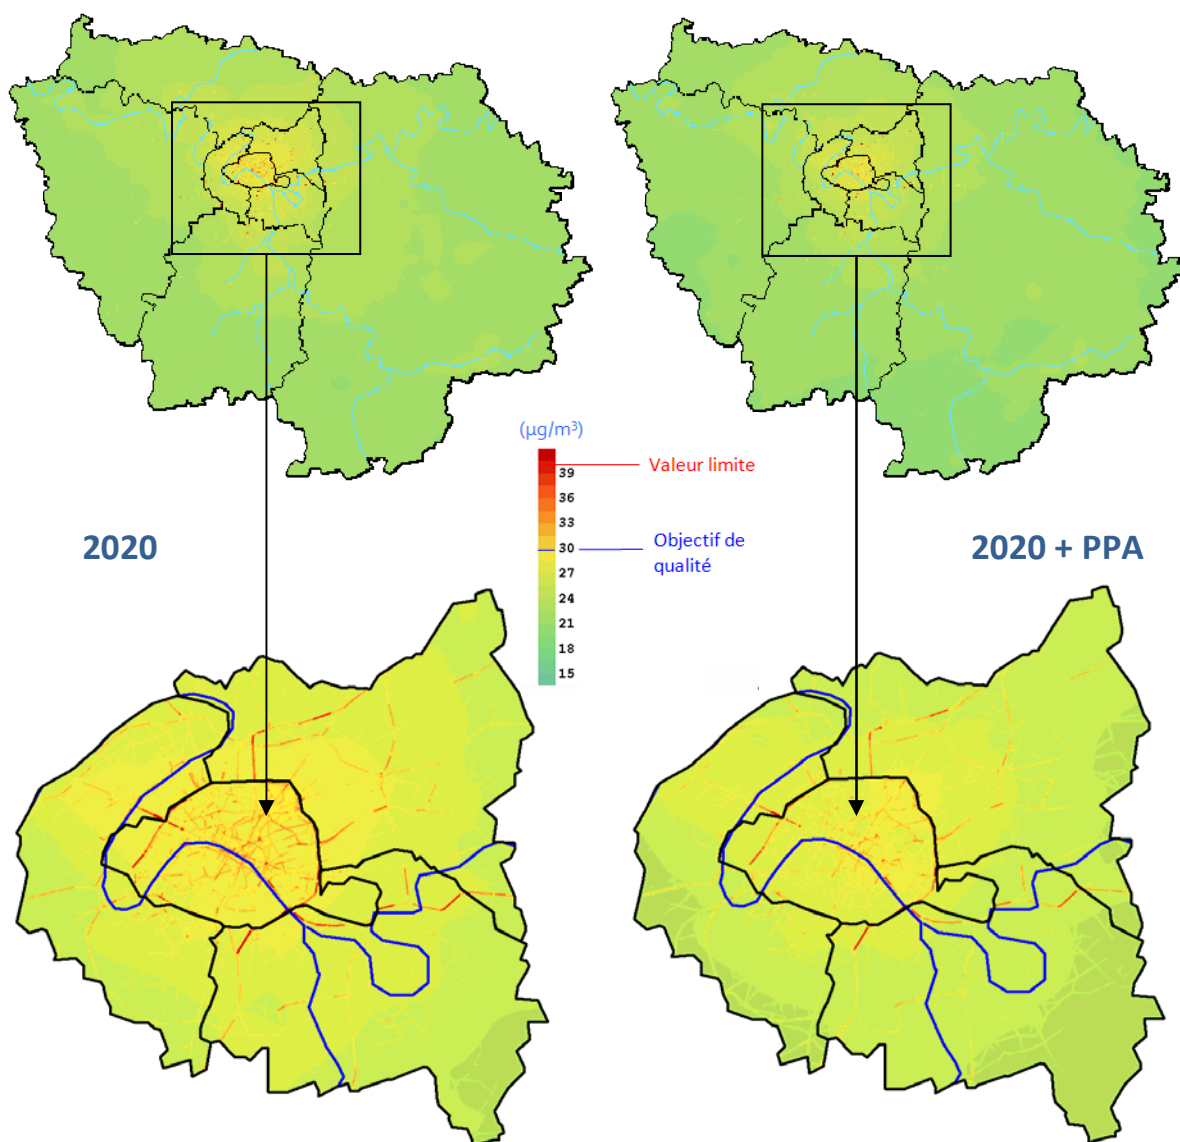 (µg/m³)
39
Valeur limite
36
33
30
Objectif de
qualité
27
24
21
18
15
2020
2020 + PPA